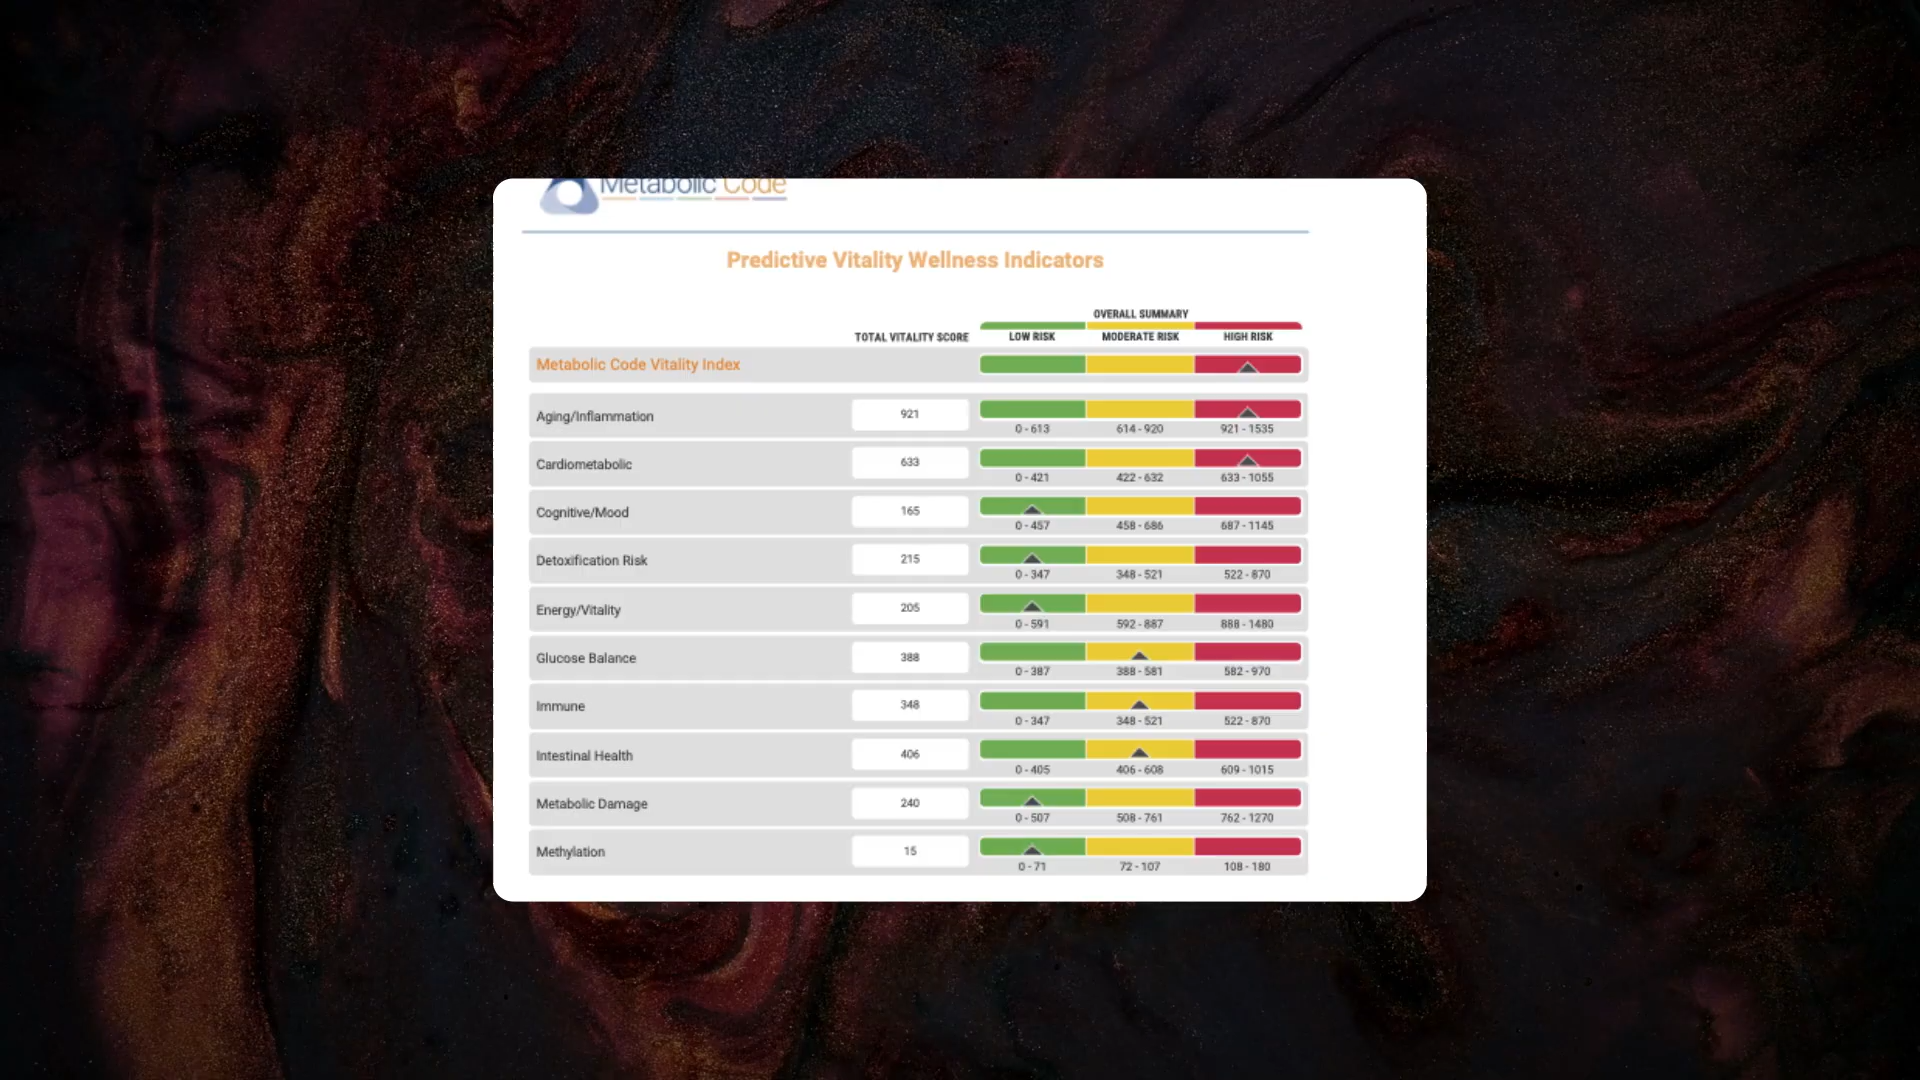 Metabolic Code
Predictive Vitality Wellness Indicators
OVERALL SUMMARY
TOTAL VITALITY SCORE LOW RISK MODERATE RISK HIGH RISK
Metabolic Code Vitality Index
Aging/Inflammation 921
0 - 613 614 - 920 921 - 1535
Cardiometabolic 633
0 - 421 422 - 632 633 - 1055
Cognitive/Mood 165
0 - 457 458 - 686 687 - 1145
Detoxification Risk 215
0 - 347 348 - 521 522 - 870
Energy/Vitality 205
0 - 591 592 - 887 888 - 1480
Glucose Balance 388
0 - 387 388 - 581 582 - 970
Immune 348
0 - 347 348 - 521 522 - 870
Intestinal Health 406
0 - 405 406 - 608 609 - 1015
Metabolic Damage 240
0 - 507 508 - 761 762 - 1270
Methylation 15
0 - 71 72 - 107 108 - 180